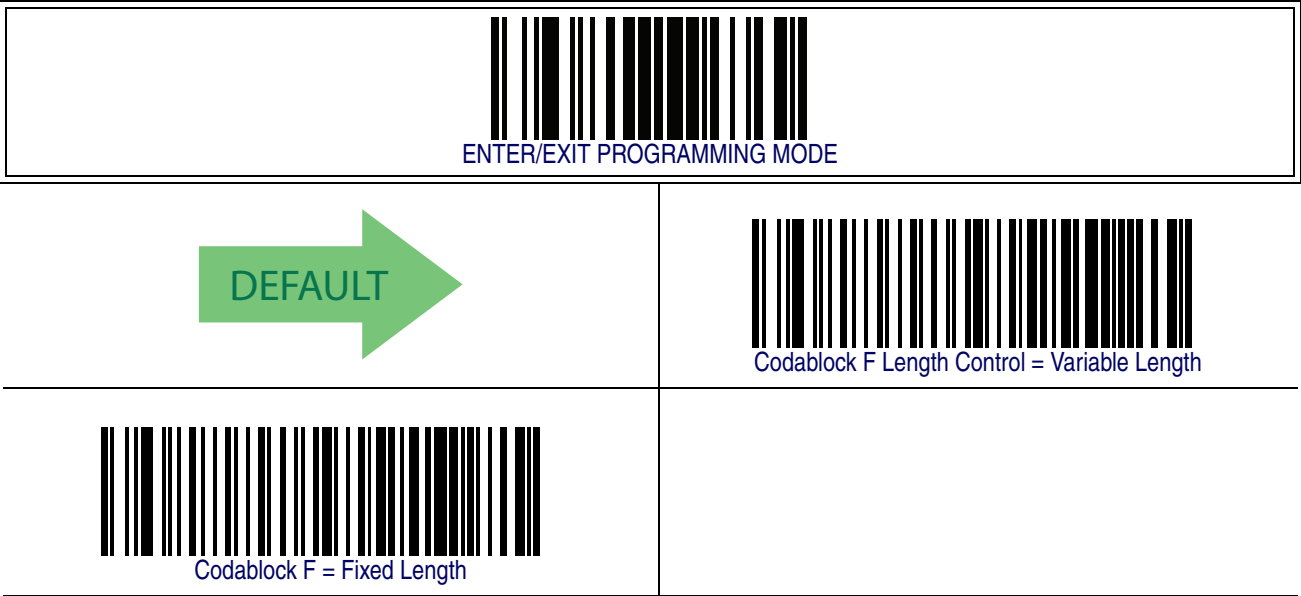 ENTER/EXIT PROGRAMMING MODE
DEFAULT
Codablock F Length Control = Variable Length
Codablock F = Fixed Length